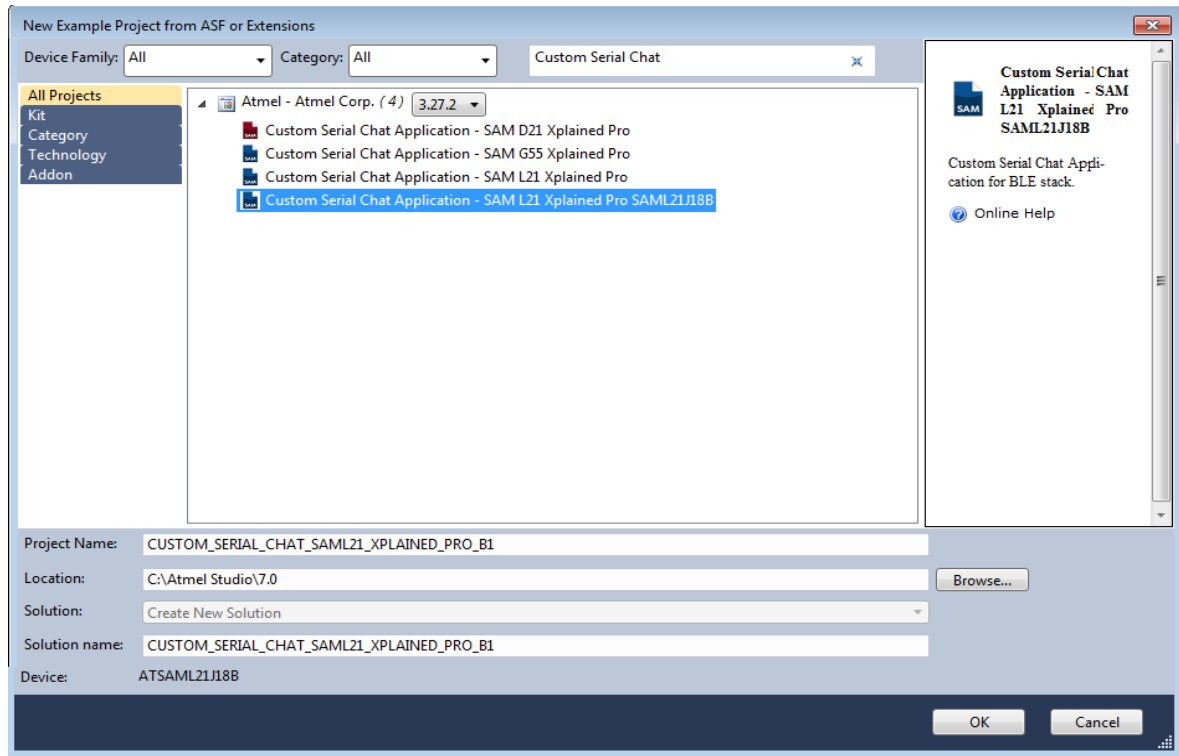 New Example Project from ASF or Extensions
Device Family: All Category: All Custom Serial Chat
All Projects
Kit
Category
Technology
Addon
Atmel - Atmel Corp. (4) 3.27.2
Custom Serial Chat Application - SAM D21 Xplained Pro
Custom Serial Chat Application - SAM G55 Xplained Pro
Custom Serial Chat Application - SAM L21 Xplained Pro
Custom Serial Chat Application - SAM L21 Xplained Pro SAML21J18B
SAM
Custom Serial Chat
Application - SAM
L21 Xplained Pro
SAML21J18B
Custom Serial Chat Appli-
cation for BLE stack.
Online Help
Project Name: CUSTOM_SERIAL_CHAT_SAML21_XPLAINED_PRO_B1
Location: C:\Atmel Studio\7.0 Browse...
Solution: Create New Solution
Solution name: CUSTOM_SERIAL_CHAT_SAML21_XPLAINED_PRO_B1
Device: ATSAML21J18B
OK Cancel